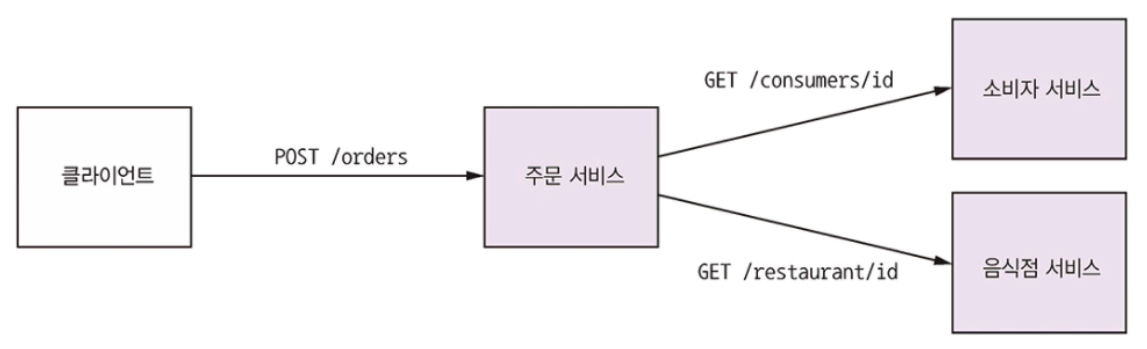 클라이언트
POST /orders
주문 서비스
GET /consumers/id
소비자 서비스
GET /restaurant/id
음식점 서비스